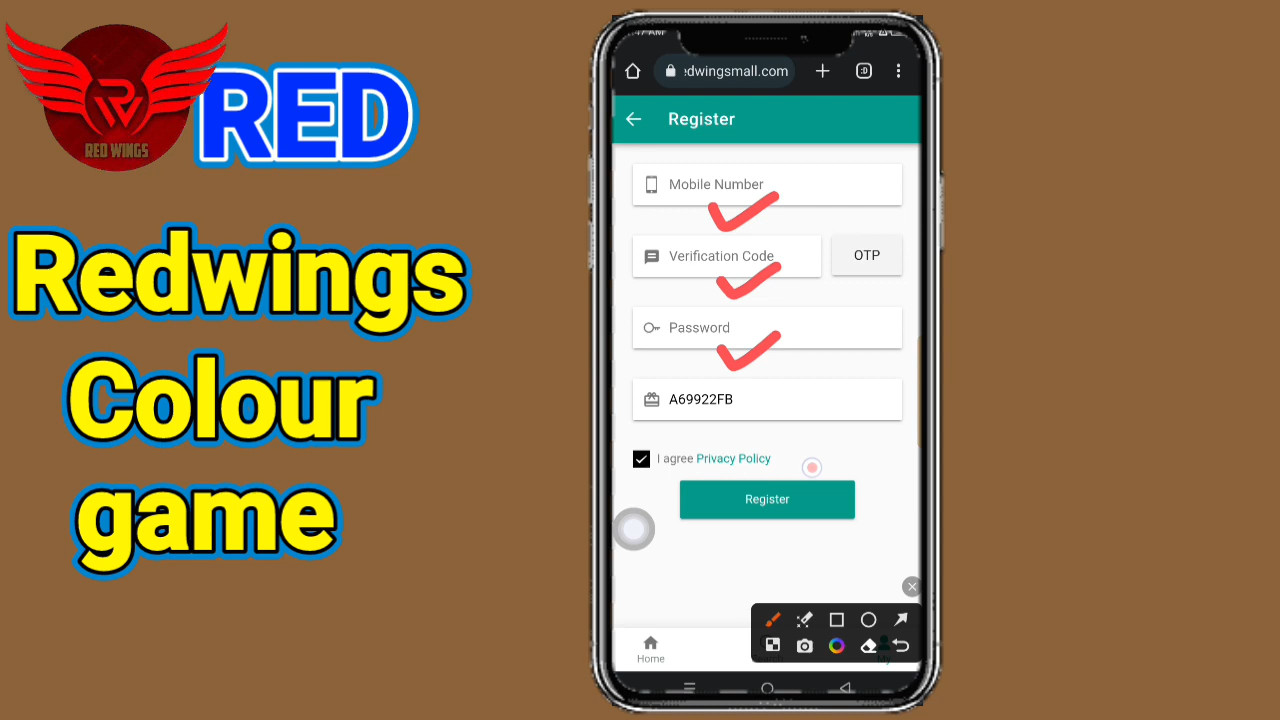 RED WINGS
RED
Redwings
Colour
game
edwingsmall.com
Register
Mobile Number
Verification Code
OTP
Password
A69922FB
I agree Privacy Policy
Register
Home
My